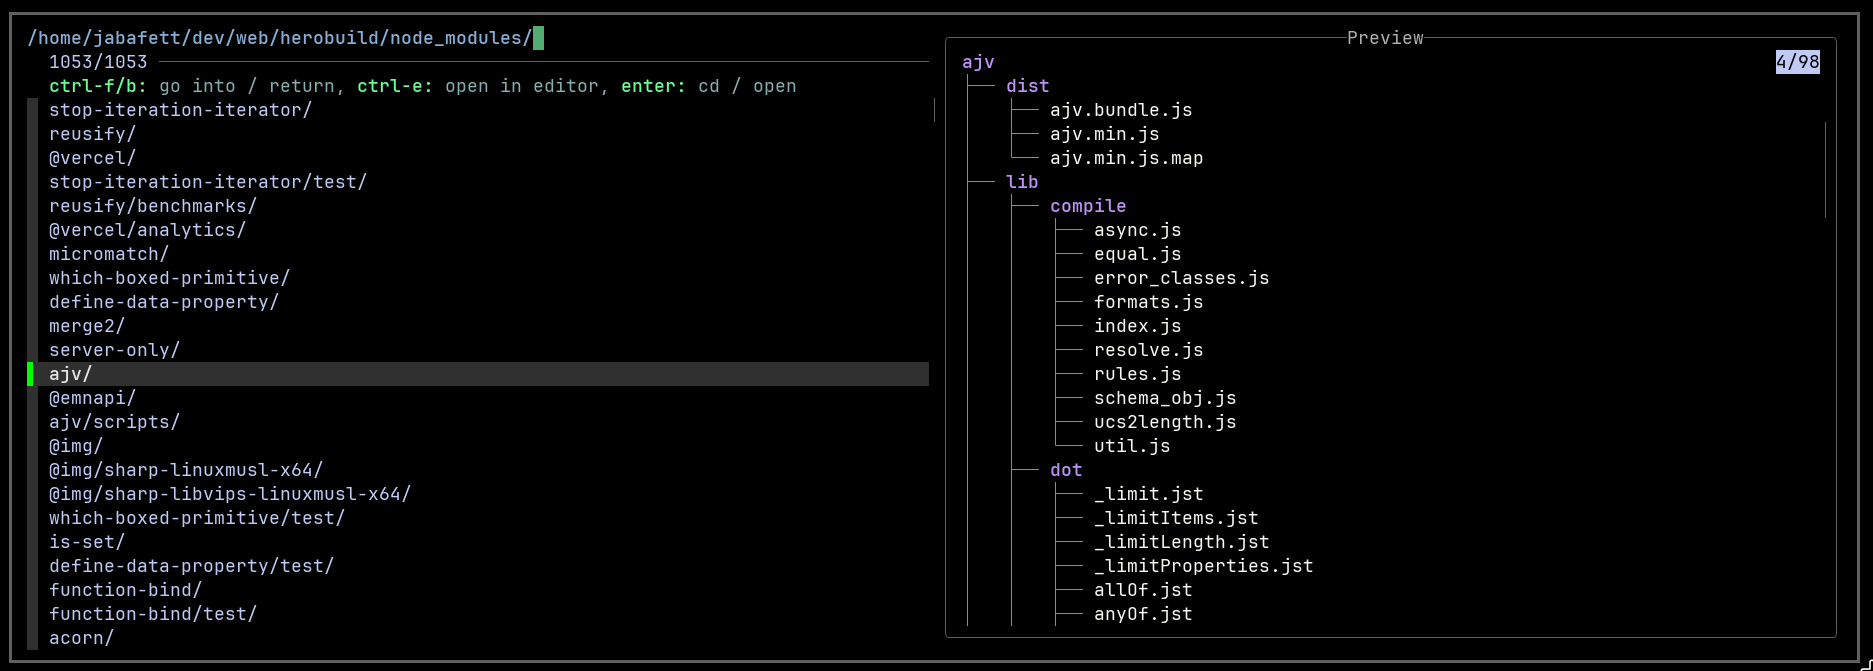 /home/jabafett/dev/web/herobuild/node_modules/
1053/1053
ctrl-f/b: go into / return, ctrl-e: open in editor, enter: cd / open
stop-iteration-iterator/
reusify/
@vercel/
stop-iteration-iterator/test/
reusify/benchmarks/
@vercel/analytics/
micromatch/
which-boxed-primitive/
define-data-property/
merge2/
server-only/
ajv/
@emnapi/
ajv/scripts/
@img/
@img/sharp-linuxmusl-x64/
@img/sharp-libvips-linuxmusl-x64/
which-boxed-primitive/test/
is-set/
define-data-property/test/
function-bind/
function-bind/test/
acorn/
Preview
4/98
ajv
dist
ajv.bundle.js
ajv.min.js
ajv.min.js.map
lib
compile
async.js
equal.js
error_classes.js
formats.js
index.js
resolve.js
rules.js
schema_obj.js
ucs2length.js
util.js
dot
_limit.jst
_limitItems.jst
_limitLength.jst
_limitProperties.jst
allOf.jst
anyOf.jst